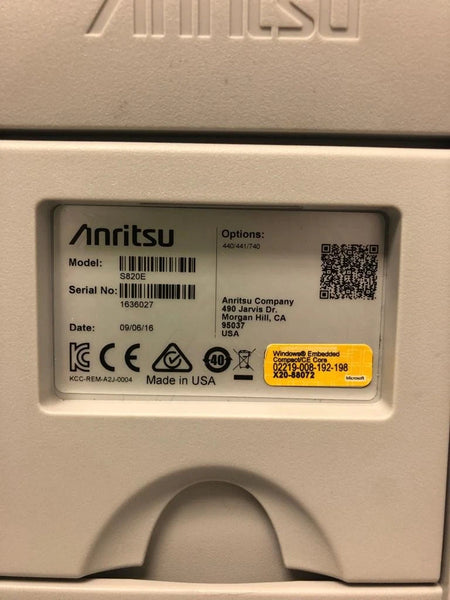 Anritsu
Anritsu
Model:
S820E
Serial No:
1636027
Date: 09/06/16
KCC-REM-A2J-0004
Made in USA
40
Options:
440/441/740
Anritsu Company
490 Jarvis Dr.
Morgan Hill, CA
95037
USA
Windows® Embedded
Compact/CE Core
02219-008-192-198
X20-88072
Microsoft